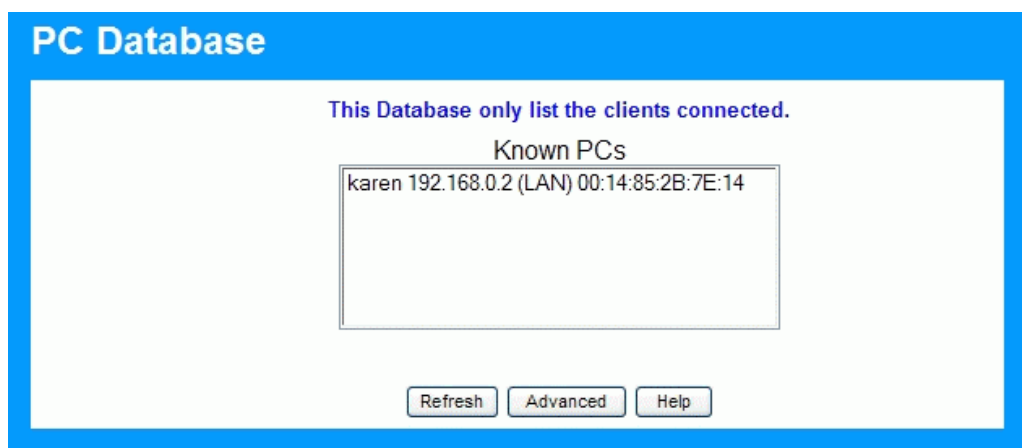 PC Database
This Database only list the clients connected.
Known PCs
karen 192.168.0.2 (LAN) 00:14:85:2B:7E:14
Refresh Advanced Help